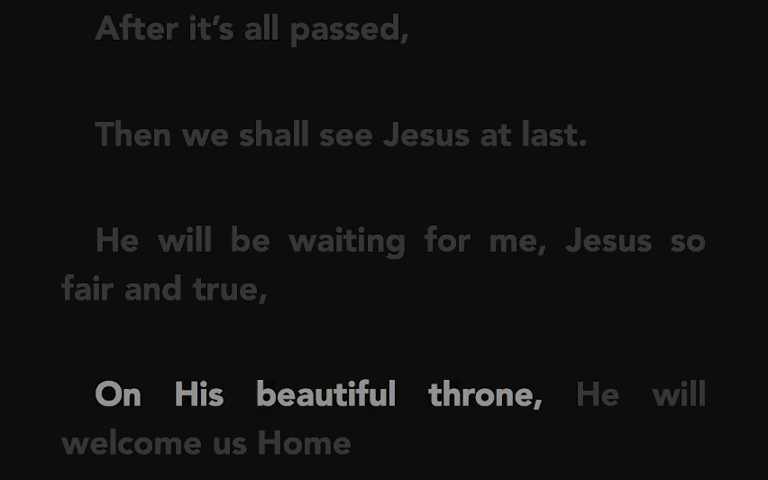 After it’s all passed,
Then we shall see Jesus at last.
He will be waiting for me, Jesus so
fair and true,
On His beautiful throne, He will
welcome us Home